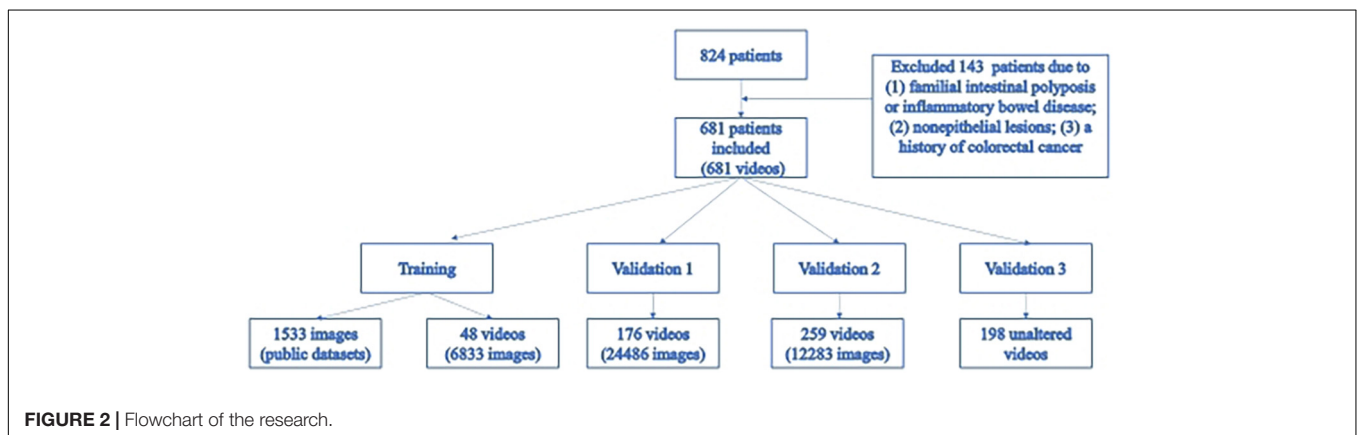 824 patients
Excluded 143 patients due to
(1) familial intestinal polyposis
or inflammatory bowel disease;
(2) nonepithelial lesions; (3) a
history of colorectal cancer
681 patients
included
(681 videos)
Training
Validation 1
Validation 2
Validation 3
1533 images
(public datasets)
48 videos
(6833 images)
176 videos
(24486 images)
259 videos
(12283 images)
198 unaltered
videos
FIGURE 2 | Flowchart of the research.